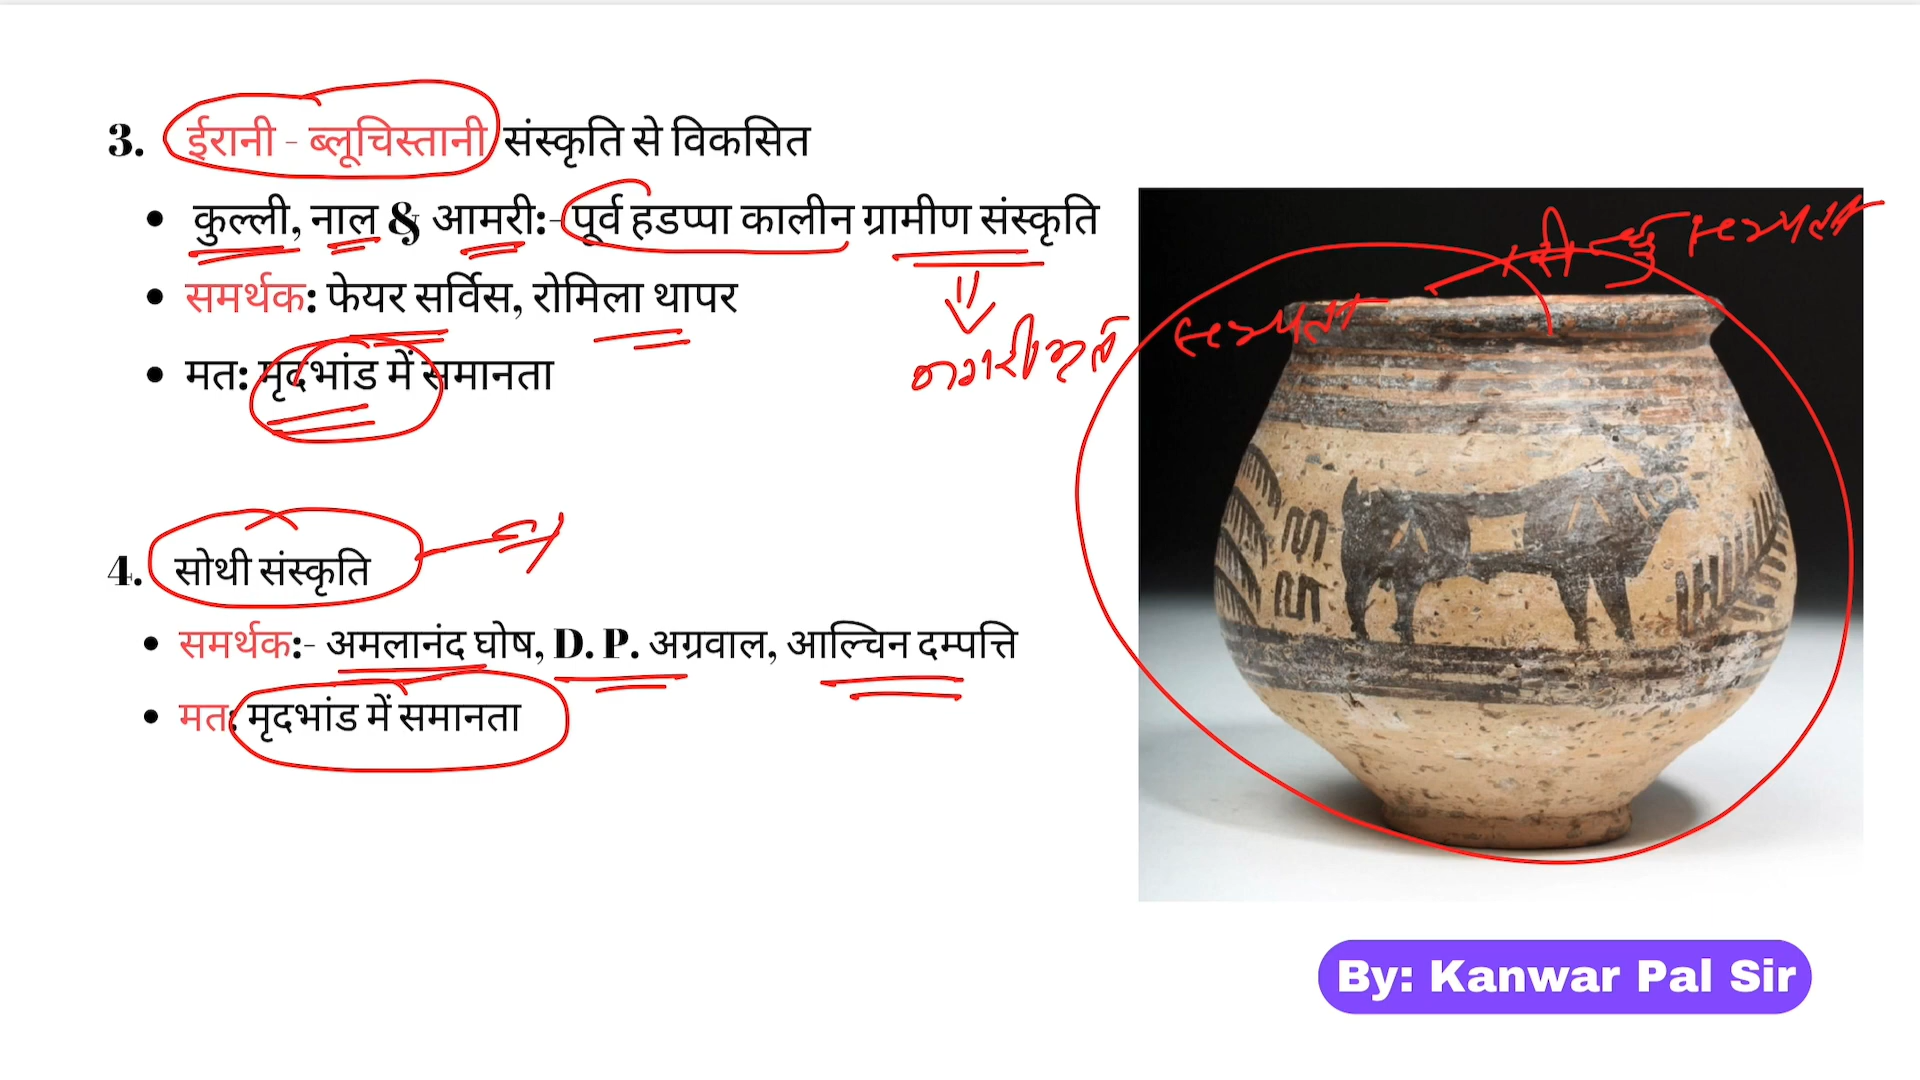 3. ईरानी - ब्लूचिस्तानी संस्कृति से विकसित
• कुल्ली, नाल & आमरी:- पूर्व हडप्पा कालीन ग्रामीण संस्कृति
• समर्थक: फेयर सर्विस, रोमिला थापर
• मत: मृदभांड में समानता
4. सोथी संस्कृति
• समर्थक:- अमलानंद घोष, D. P. अग्रवाल, आल्चिन दम्पत्ति
• मत: मृदभांड में समानता
By: Kanwar Pal Sir